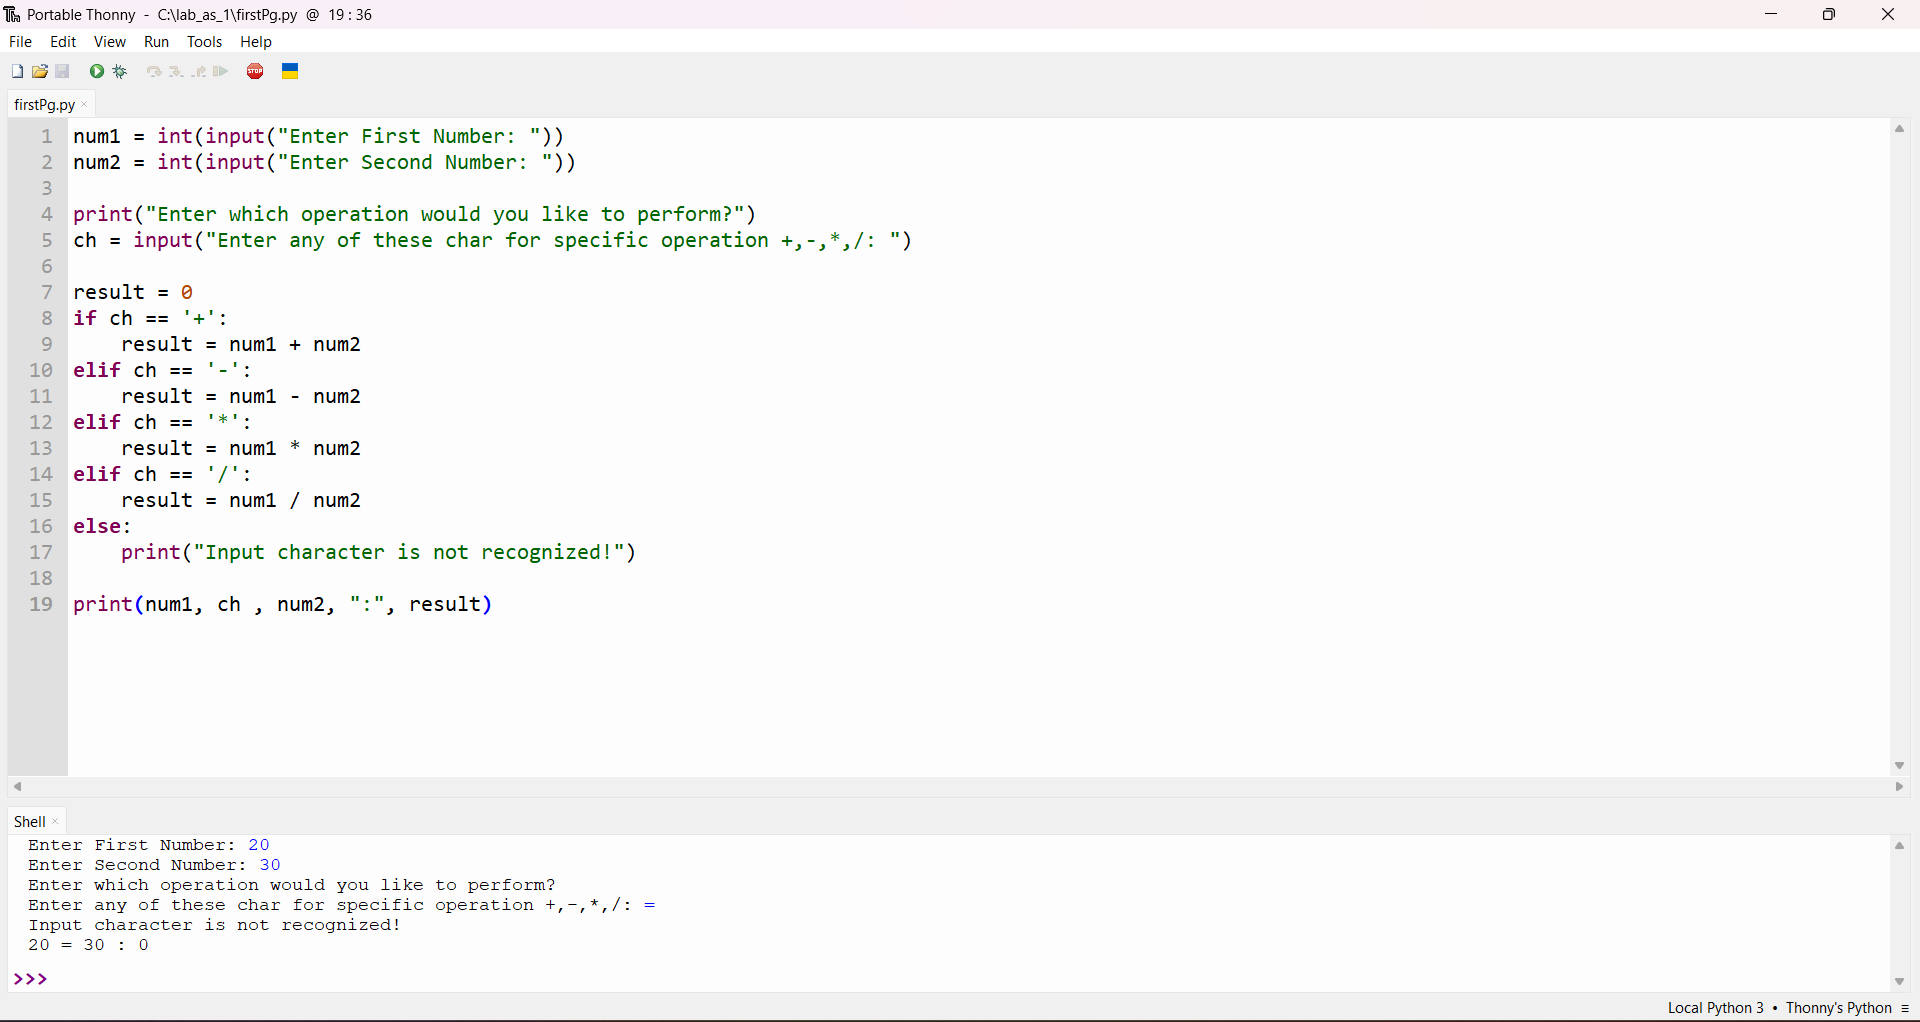 Portable Thonny - C:\lab_as_1\firstPg.py @ 19 : 36
File Edit View Run Tools Help
STOP
firstPg.py ×
1 num1 = int(input("Enter First Number: "))
2 num2 = int(input("Enter Second Number: "))
3
4 print("Enter which operation would you like to perform?")
5 ch = input("Enter any of these char for specific operation +,-,*,/: ")
6
7 result = 0
8 if ch == '+':
9     result = num1 + num2
10 elif ch == '-':
11     result = num1 - num2
12 elif ch == '*':
13     result = num1 * num2
14 elif ch == '/':
15     result = num1 / num2
16 else:
17     print("Input character is not recognized!")
18
19 print(num1, ch , num2, ":", result)
Shell ×
Enter First Number: 20
Enter Second Number: 30
Enter which operation would you like to perform?
Enter any of these char for specific operation +,-,*,/: =
Input character is not recognized!
20 = 30 : 0
>>>
Local Python 3 • Thonny's Python ≡